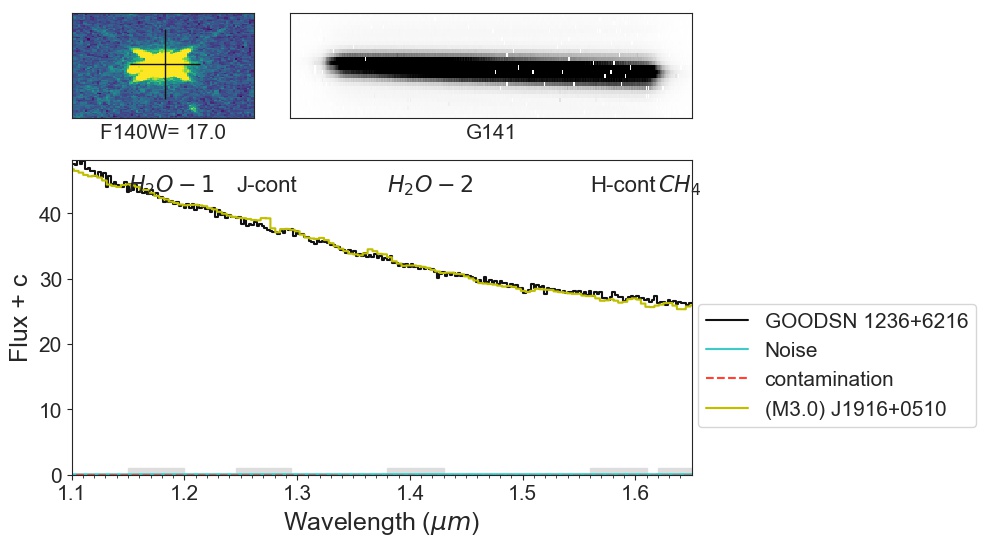 F140W= 17.0
G141
H₂O − 1 J-cont H₂O − 2 H-cont CH₄
Flux + c
40
30
20
10
0
1.1 1.2 1.3 1.4 1.5 1.6
Wavelength (μm)
GOODSN 1236+6216
Noise
contamination
(M3.0) J1916+0510